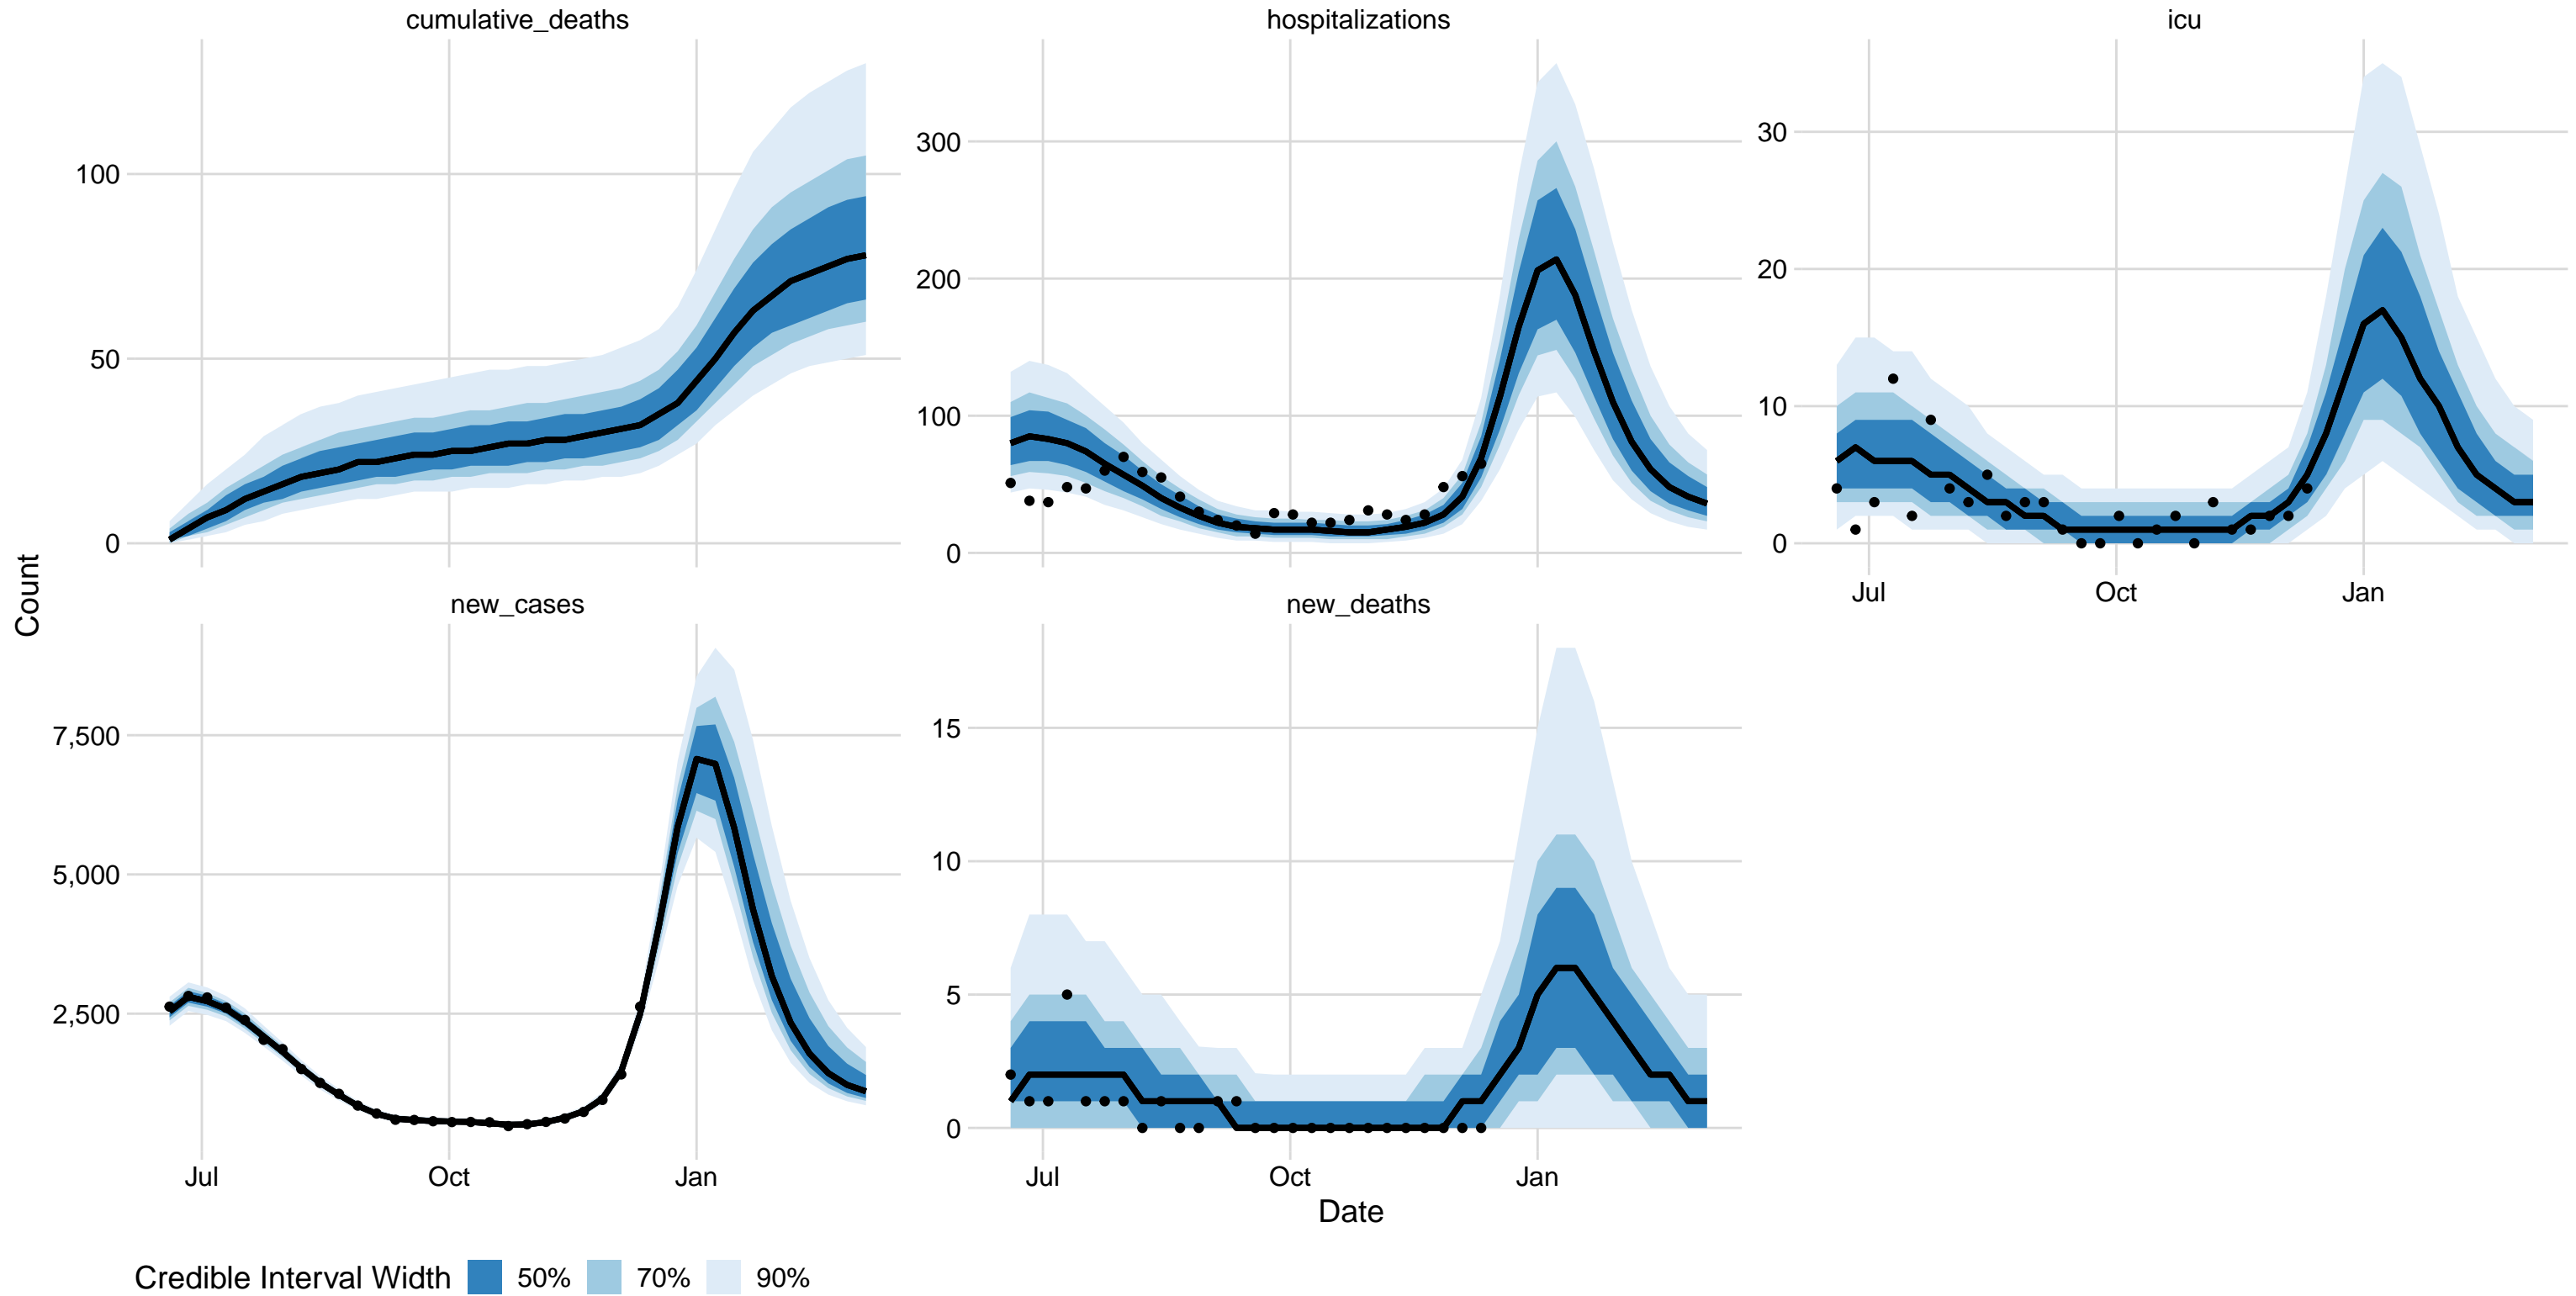 cumulative_deaths
hospitalizations
icu
100
50
0
300
200
100
0
30
20
10
0
Jul
Oct
Jan
Count
new_cases
new_deaths
7,500
5,000
2,500
15
10
5
0
Jul
Oct
Jan
Jul
Oct
Jan
Date
Credible Interval Width 50% 70% 90%